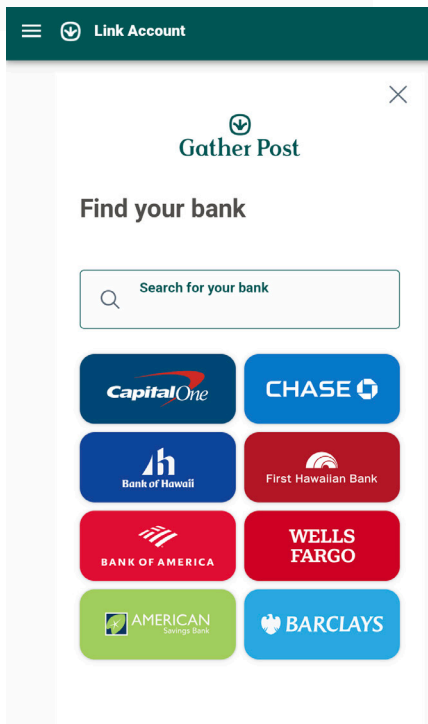 Link Account
Gather Post
Find your bank
Search for your bank
Capital One
CHASE
Bank of Hawaii
First Hawaiian Bank
BANK OF AMERICA
WELLS
FARGO
AMERICAN
Savings Bank
BARCLAYS